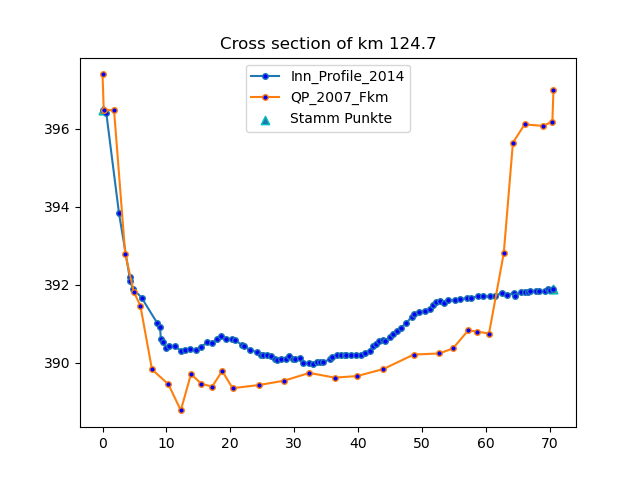 Cross section of km 124.7
Inn_Profile_2014
QP_2007_Fkm
Stamm Punkte
396
394
392
390
0 10 20 30 40 50 60 70